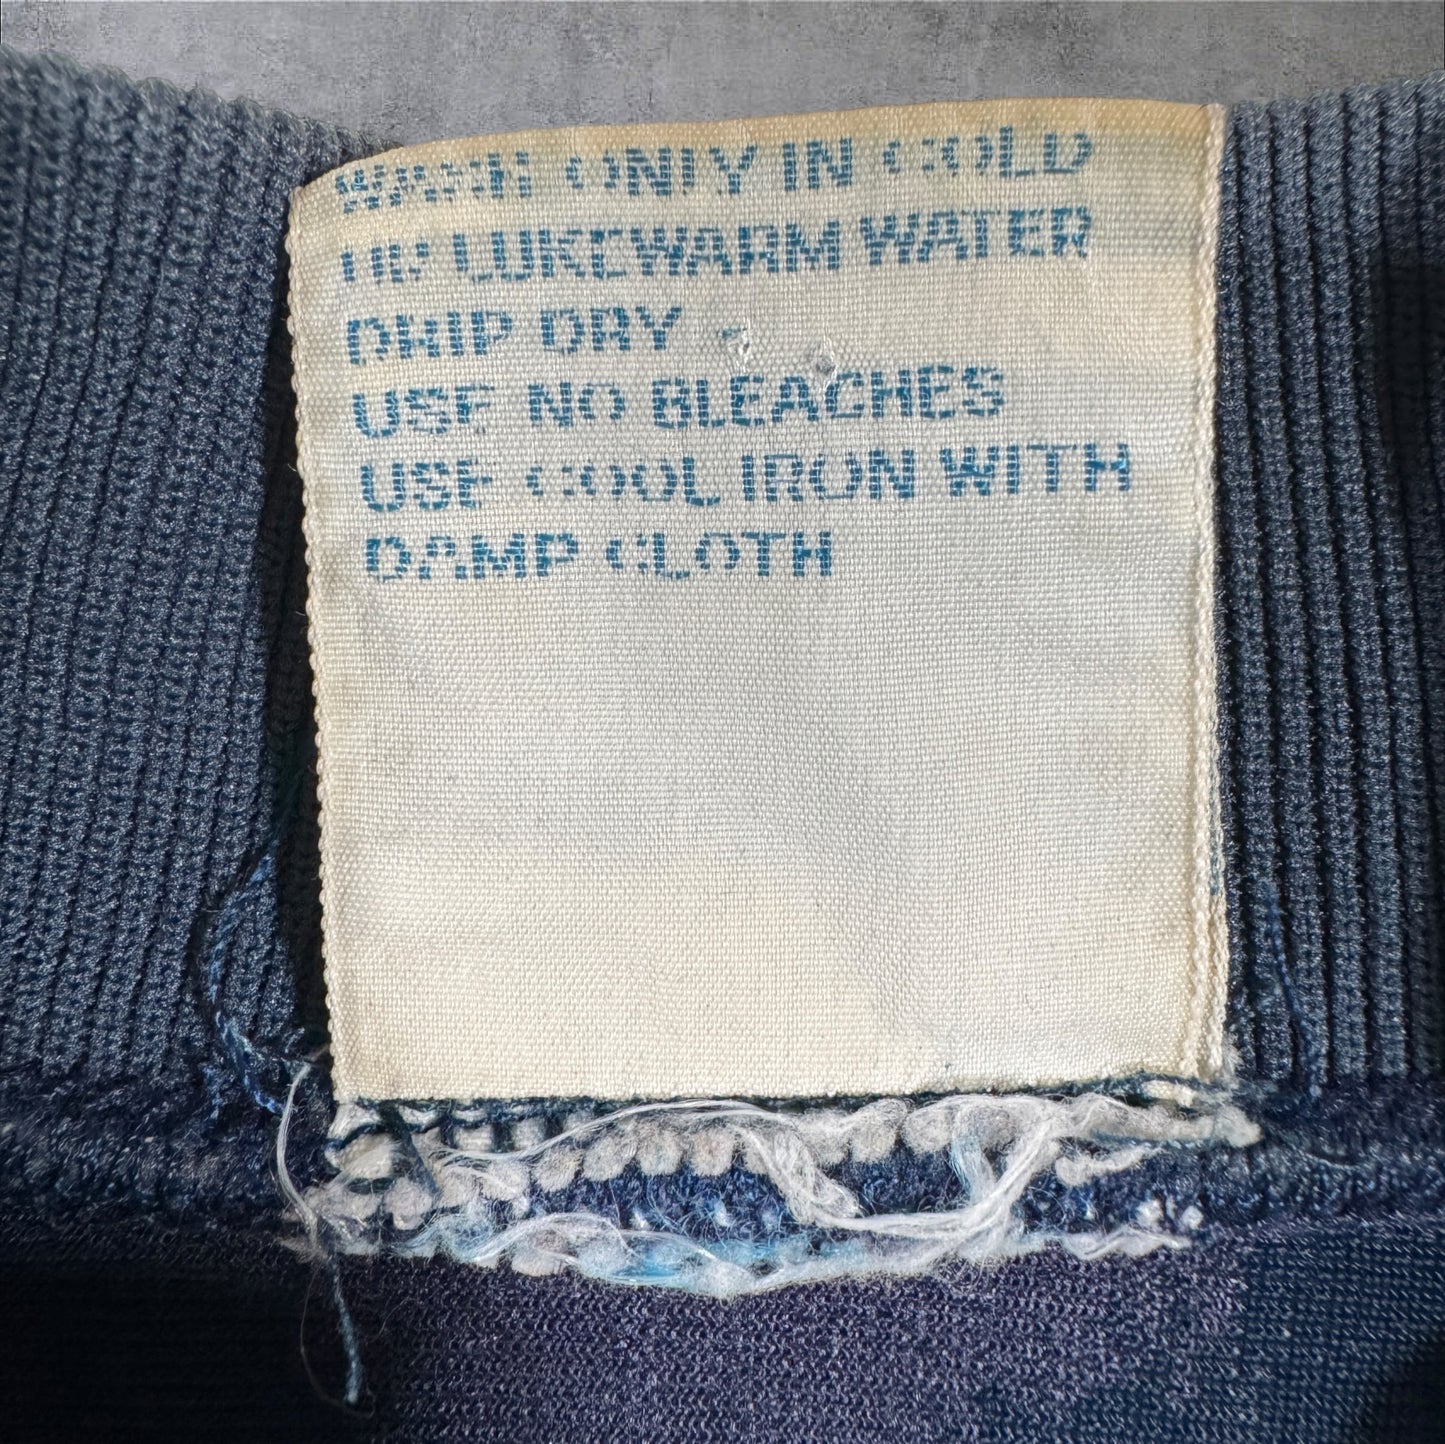 WASH ONLY IN COLD
OR LUKEWARM WATER
DRIP DRY
USE NO BLEACHES
USE COOL IRON WITH
DAMP CLOTH